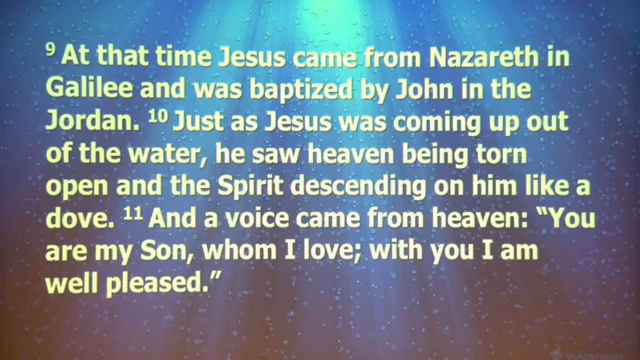 ⁹ At that time Jesus came from Nazareth in
Galilee and was baptized by John in the
Jordan. ¹⁰ Just as Jesus was coming up out
of the water, he saw heaven being torn
open and the Spirit descending on him like a
dove. ¹¹ And a voice came from heaven: “You
are my Son, whom I love; with you I am
well pleased.”